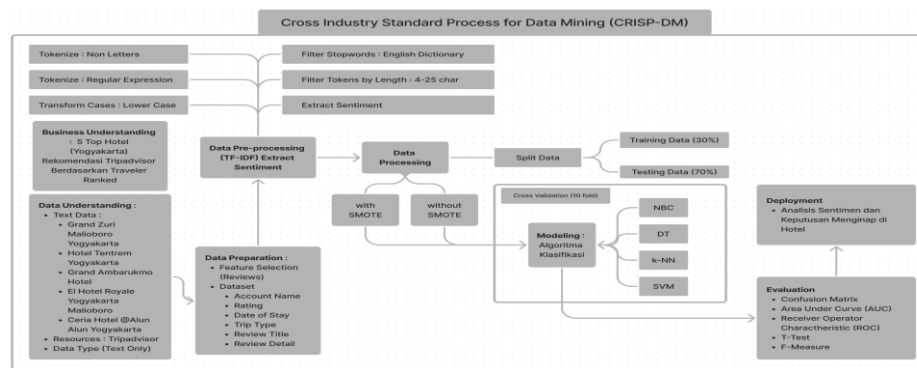 Cross Industry Standard Process for Data Mining (CRISP-DM)
Tokenize : Non Letters
Tokenize : Regular Expression
Transform Cases : Lower Case
Filter Stopwords : English Dictionary
Filter Tokens by Length : 4-25 char
Extract Sentiment
Business Understanding
: 5 Top Hotel
(Yogyakarta)
Rekomendasi Tripadvisor
Berdasarkan Traveler
Ranked
Data Understanding :
• Text Data :
• Grand Zuri
Malioboro
Yogyakarta
• Hotel Tentrem
Yogyakarta
• Grand Ambarukmo
Hotel
• El Hotel Royale
Yogyakarta
Malioboro
• Ceria Hotel @Alun
Alun Yogyakarta
• Resources : Tripadvisor
• Data Type (Text Only)
Data Pre-processing
(TF-IDF) Extract
Sentiment
Data Preparation :
• Feature Selection
(Reviews)
• Dataset
• Account Name
• Rating
• Date of Stay
• Trip Type
• Review Title
• Review Detail
Data
Processing
with
SMOTE
without
SMOTE
Split Data
Training Data (30%)
Testing Data (70%)
Cross Validation (10 fold)
Modeling :
Algoritma
Klasifikasi
NBC
DT
k-NN
SVM
Deployment
• Analisis Sentimen dan
Keputusan Menginap di
Hotel
Evaluation
• Confusion Matrix
• Area Under Curve (AUC)
• Receiver Operator
Charactheristic (ROC)
• T-Test
• F-Measure